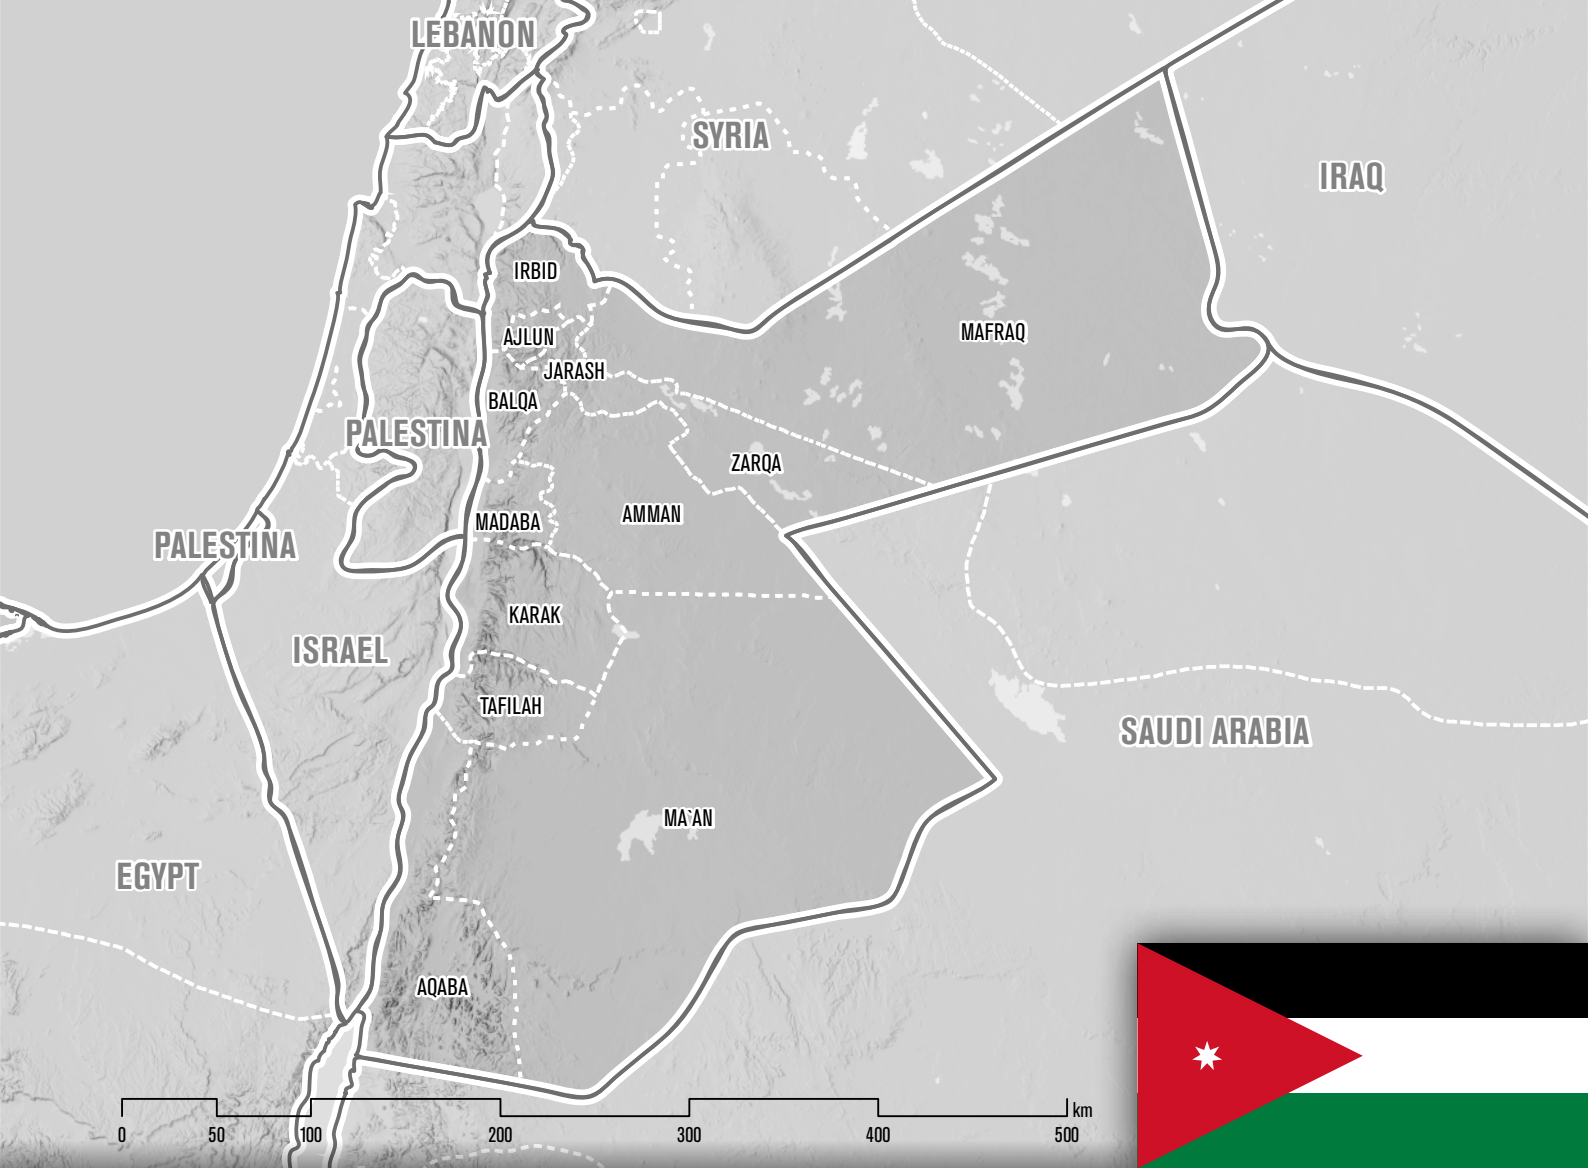 LEBANON
SYRIA
IRAQ
IRBID
MAFRAQ
AJLUN
JARASH
BALQA
PALESTINA
ZARQA
AMMAN
MADABA
PALESTINA
KARAK
ISRAEL
TAFILAH
SAUDI ARABIA
MA`AN
EGYPT
AQABA
km
0 50 100 200 300 400 500